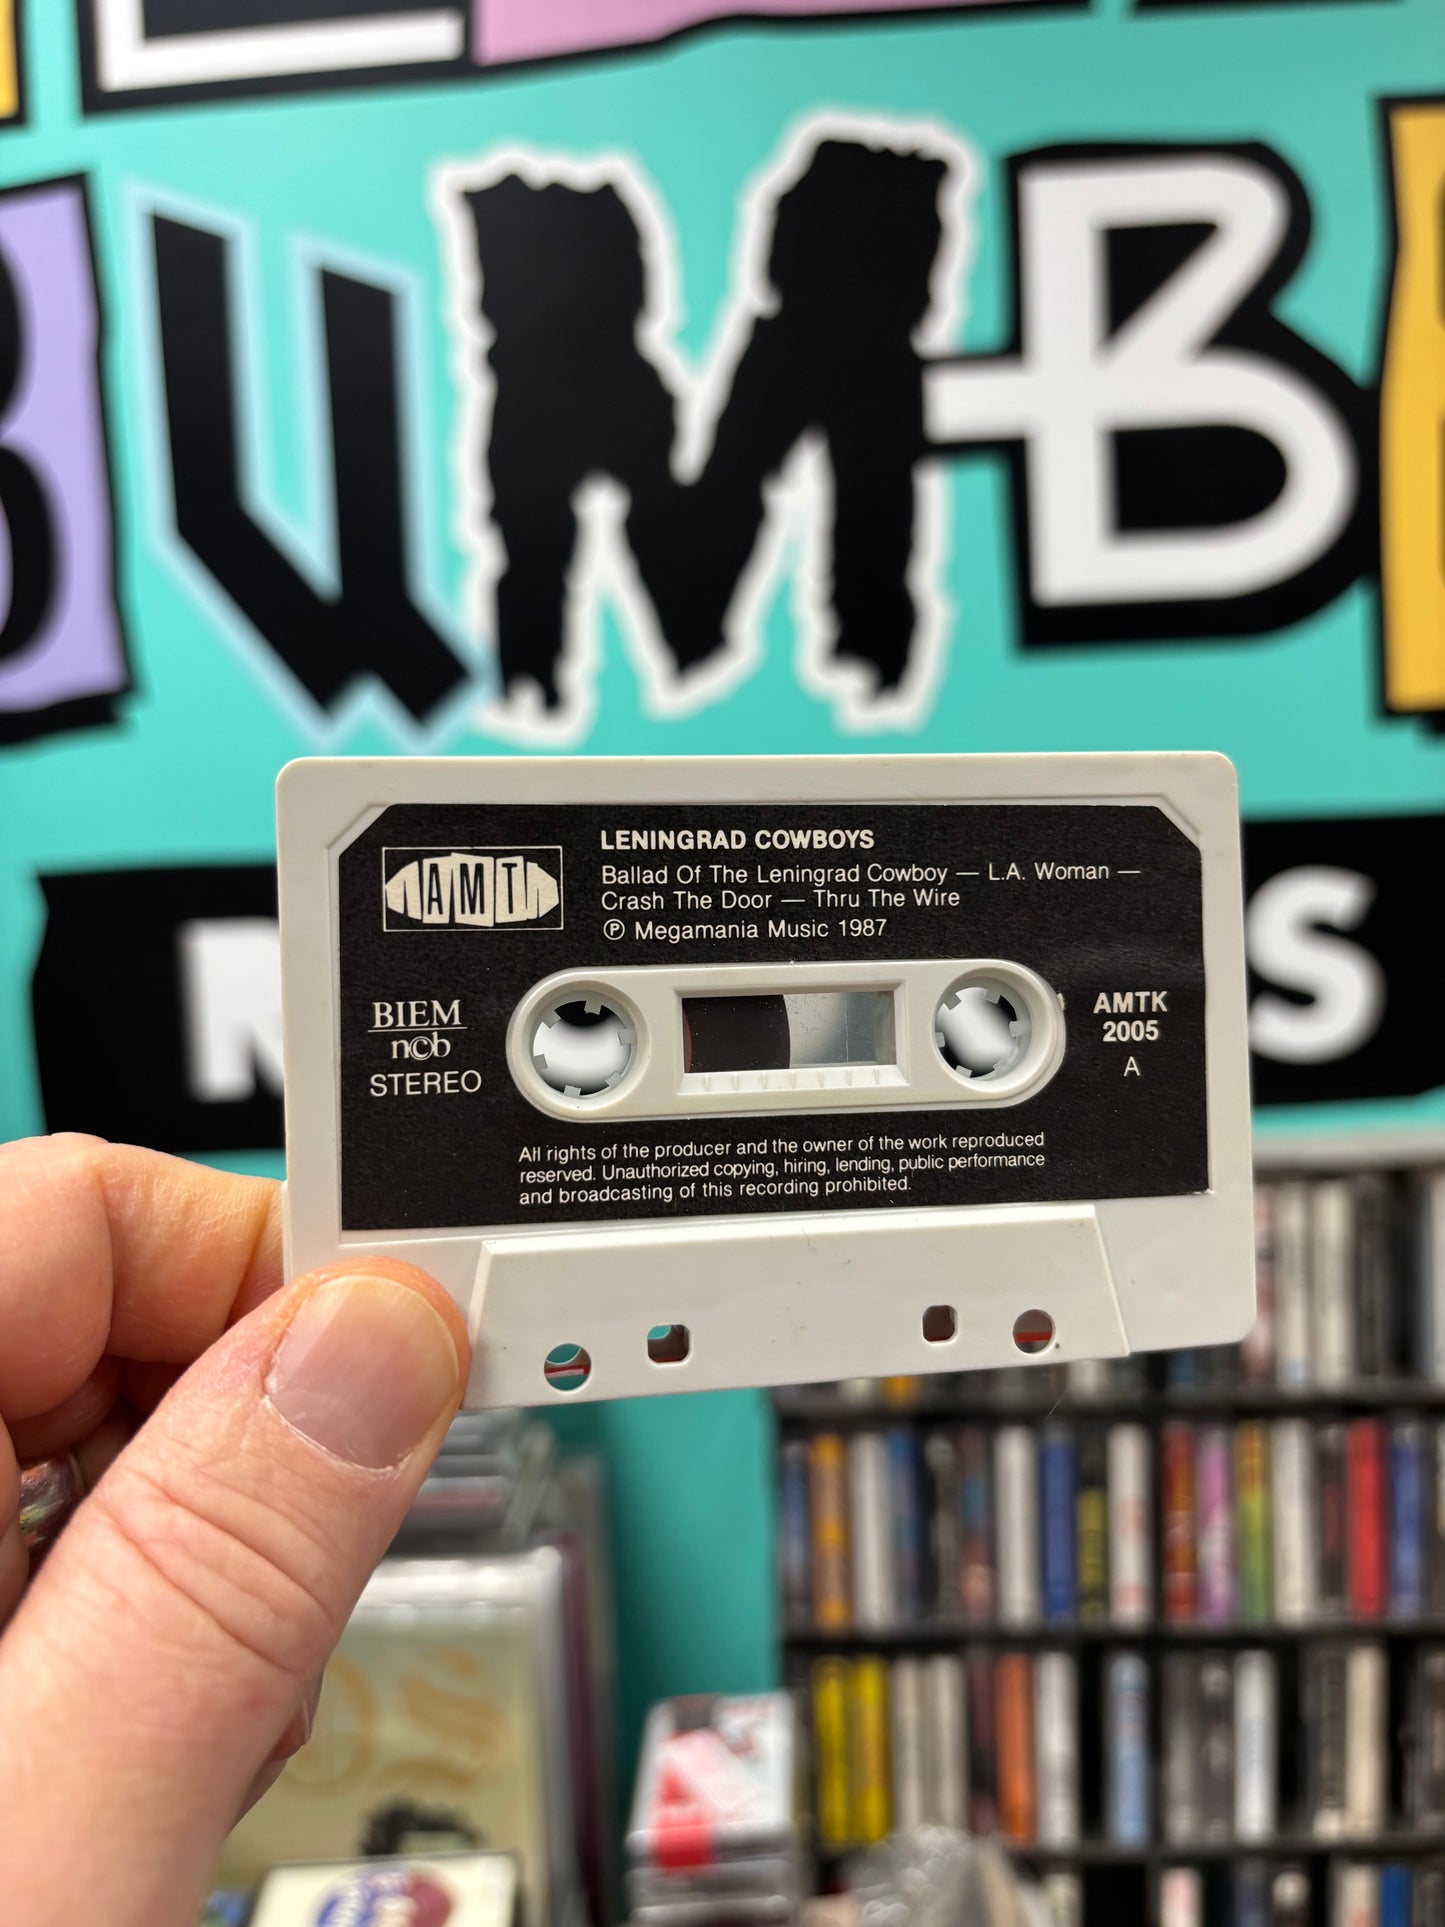 UMB
LENINGRAD COWBOYS
AMT
Ballad Of The Leningrad Cowboy — L.A. Woman —
Crash The Door — Thru The Wire
℗ Megamania Music 1987
BIEM
n©b
STEREO
AMTK
2005
A
All rights of the producer and the owner of the work reproduced
reserved. Unauthorized copying, hiring, lending, public performance
and broadcasting of this recording prohibited.